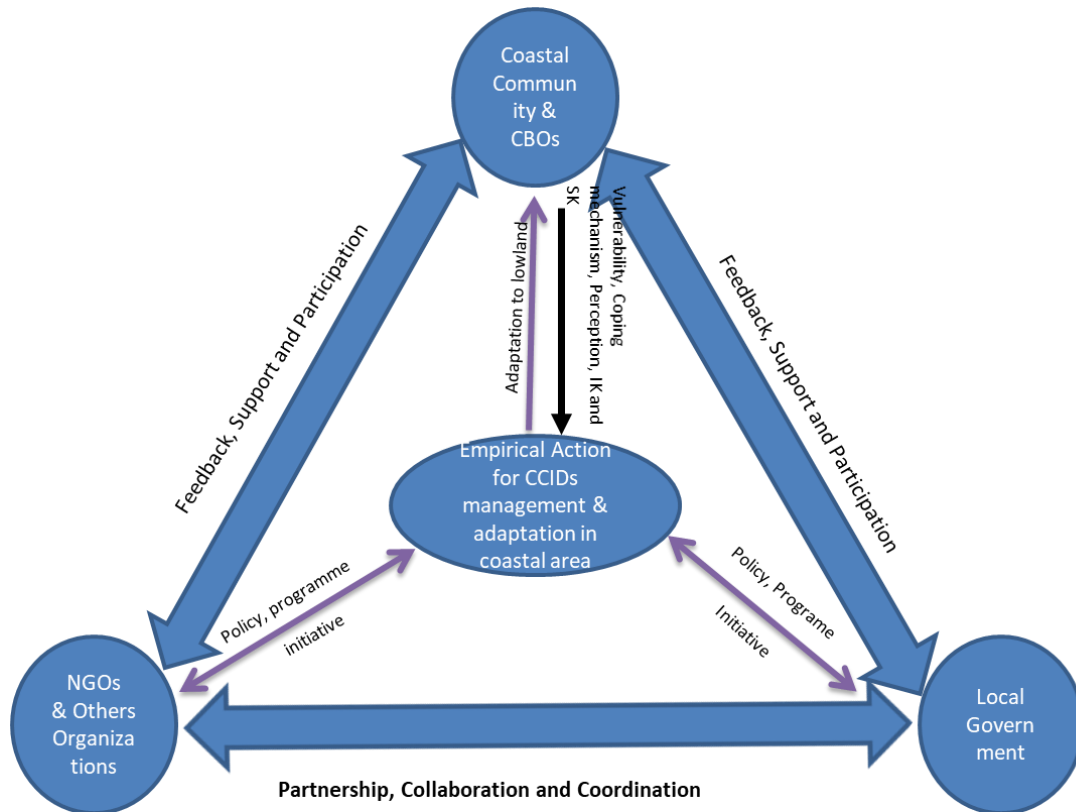 Coastal
Commun
ity &
CBOs
Feedback, Support and Participation
Adaptation to lowland
Vulnerability, Coping
mechanism, Perception, IK and
SK
Feedback, Support and Participation
Empirical Action
for CCIDs
management &
adaptation in
coastal area
Policy, programme
initiative
Policy, Programe
Initiative
NGOs
& Others
Organiza
tions
Local
Govern
ment
Partnership, Collaboration and Coordination